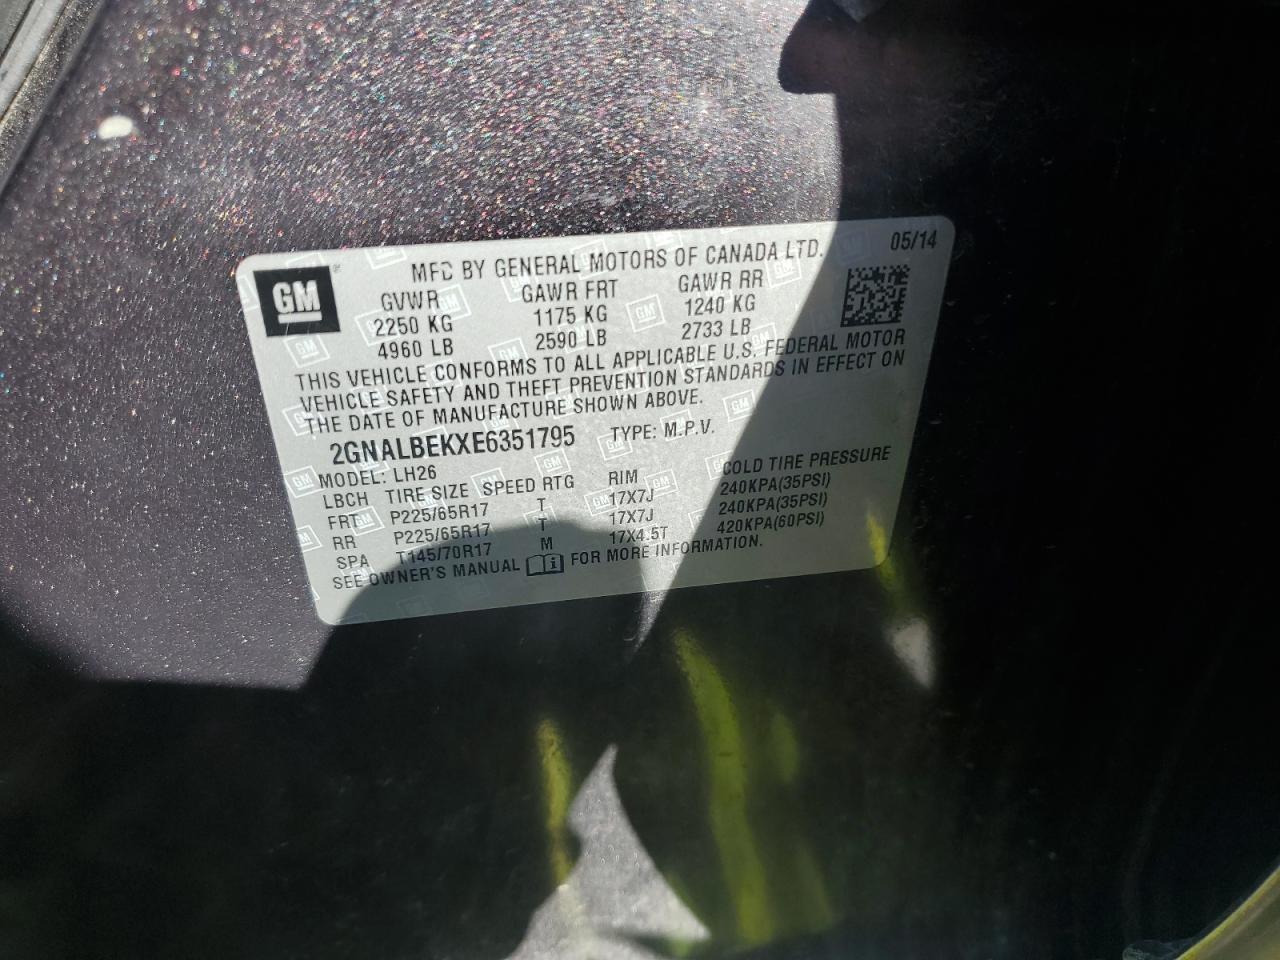 05/14
GM MFD BY GENERAL MOTORS OF CANADA LTD.
GVWR GAWR FRT GAWR RR
2250 KG 1175 KG 1240 KG
4960 LB 2590 LB 2733 LB
THIS VEHICLE CONFORMS TO ALL APPLICABLE U.S. FEDERAL MOTOR
VEHICLE SAFETY AND THEFT PREVENTION STANDARDS IN EFFECT ON
THE DATE OF MANUFACTURE SHOWN ABOVE.
2GNALBEKXE6351795 TYPE: M.P.V.
MODEL: LH26
LBCH TIRE SIZE SPEED RTG RIM COLD TIRE PRESSURE
FRT P225/65R17 T 17X7J 240KPA(35PSI)
RR P225/65R17 T 17X7J 240KPA(35PSI)
SPA T145/70R17 M 17X4.5T 420KPA(60PSI)
SEE OWNER'S MANUAL FOR MORE INFORMATION.